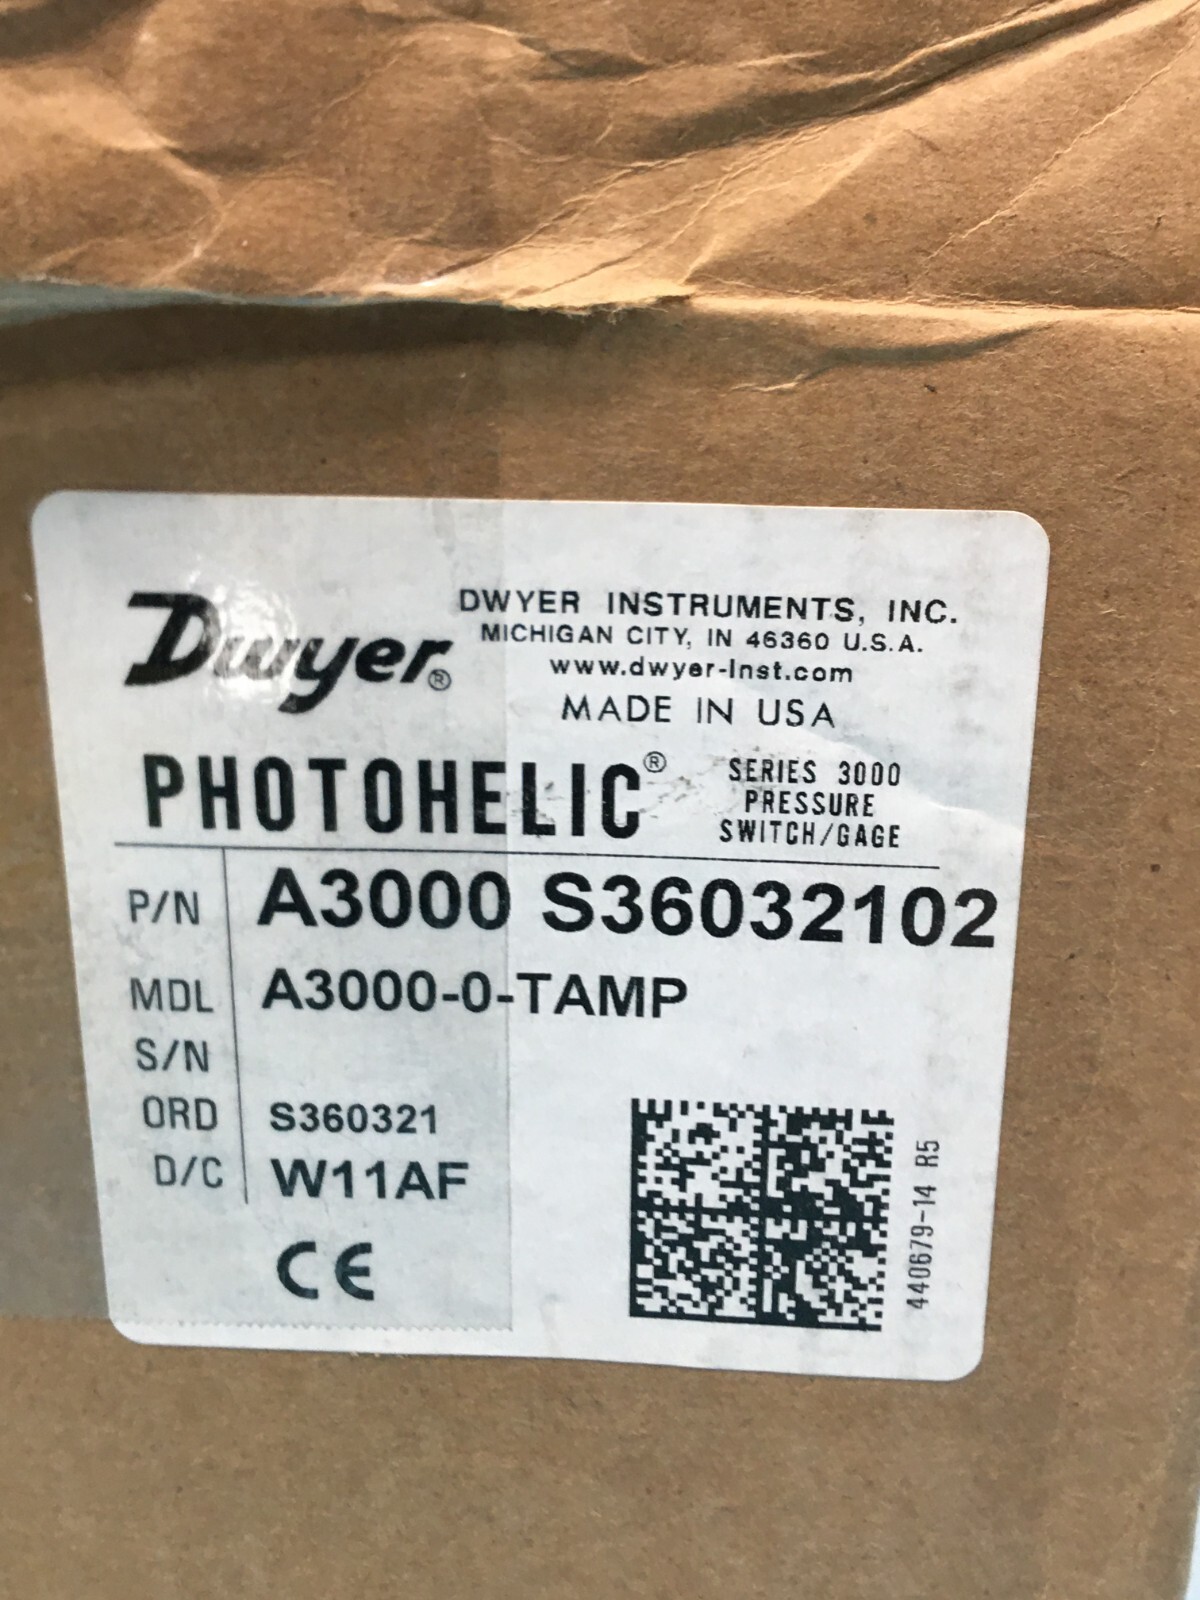 Dwyer®
DWYER INSTRUMENTS, INC.
MICHIGAN CITY, IN 46360 U.S.A.
www.dwyer-Inst.com
MADE IN USA
PHOTOHELIC®
SERIES 3000
PRESSURE
SWITCH/GAGE
P/N A3000 S36032102
MDL A3000-0-TAMP
S/N
ORD S360321
D/C W11AF
CE
440679-14 R5